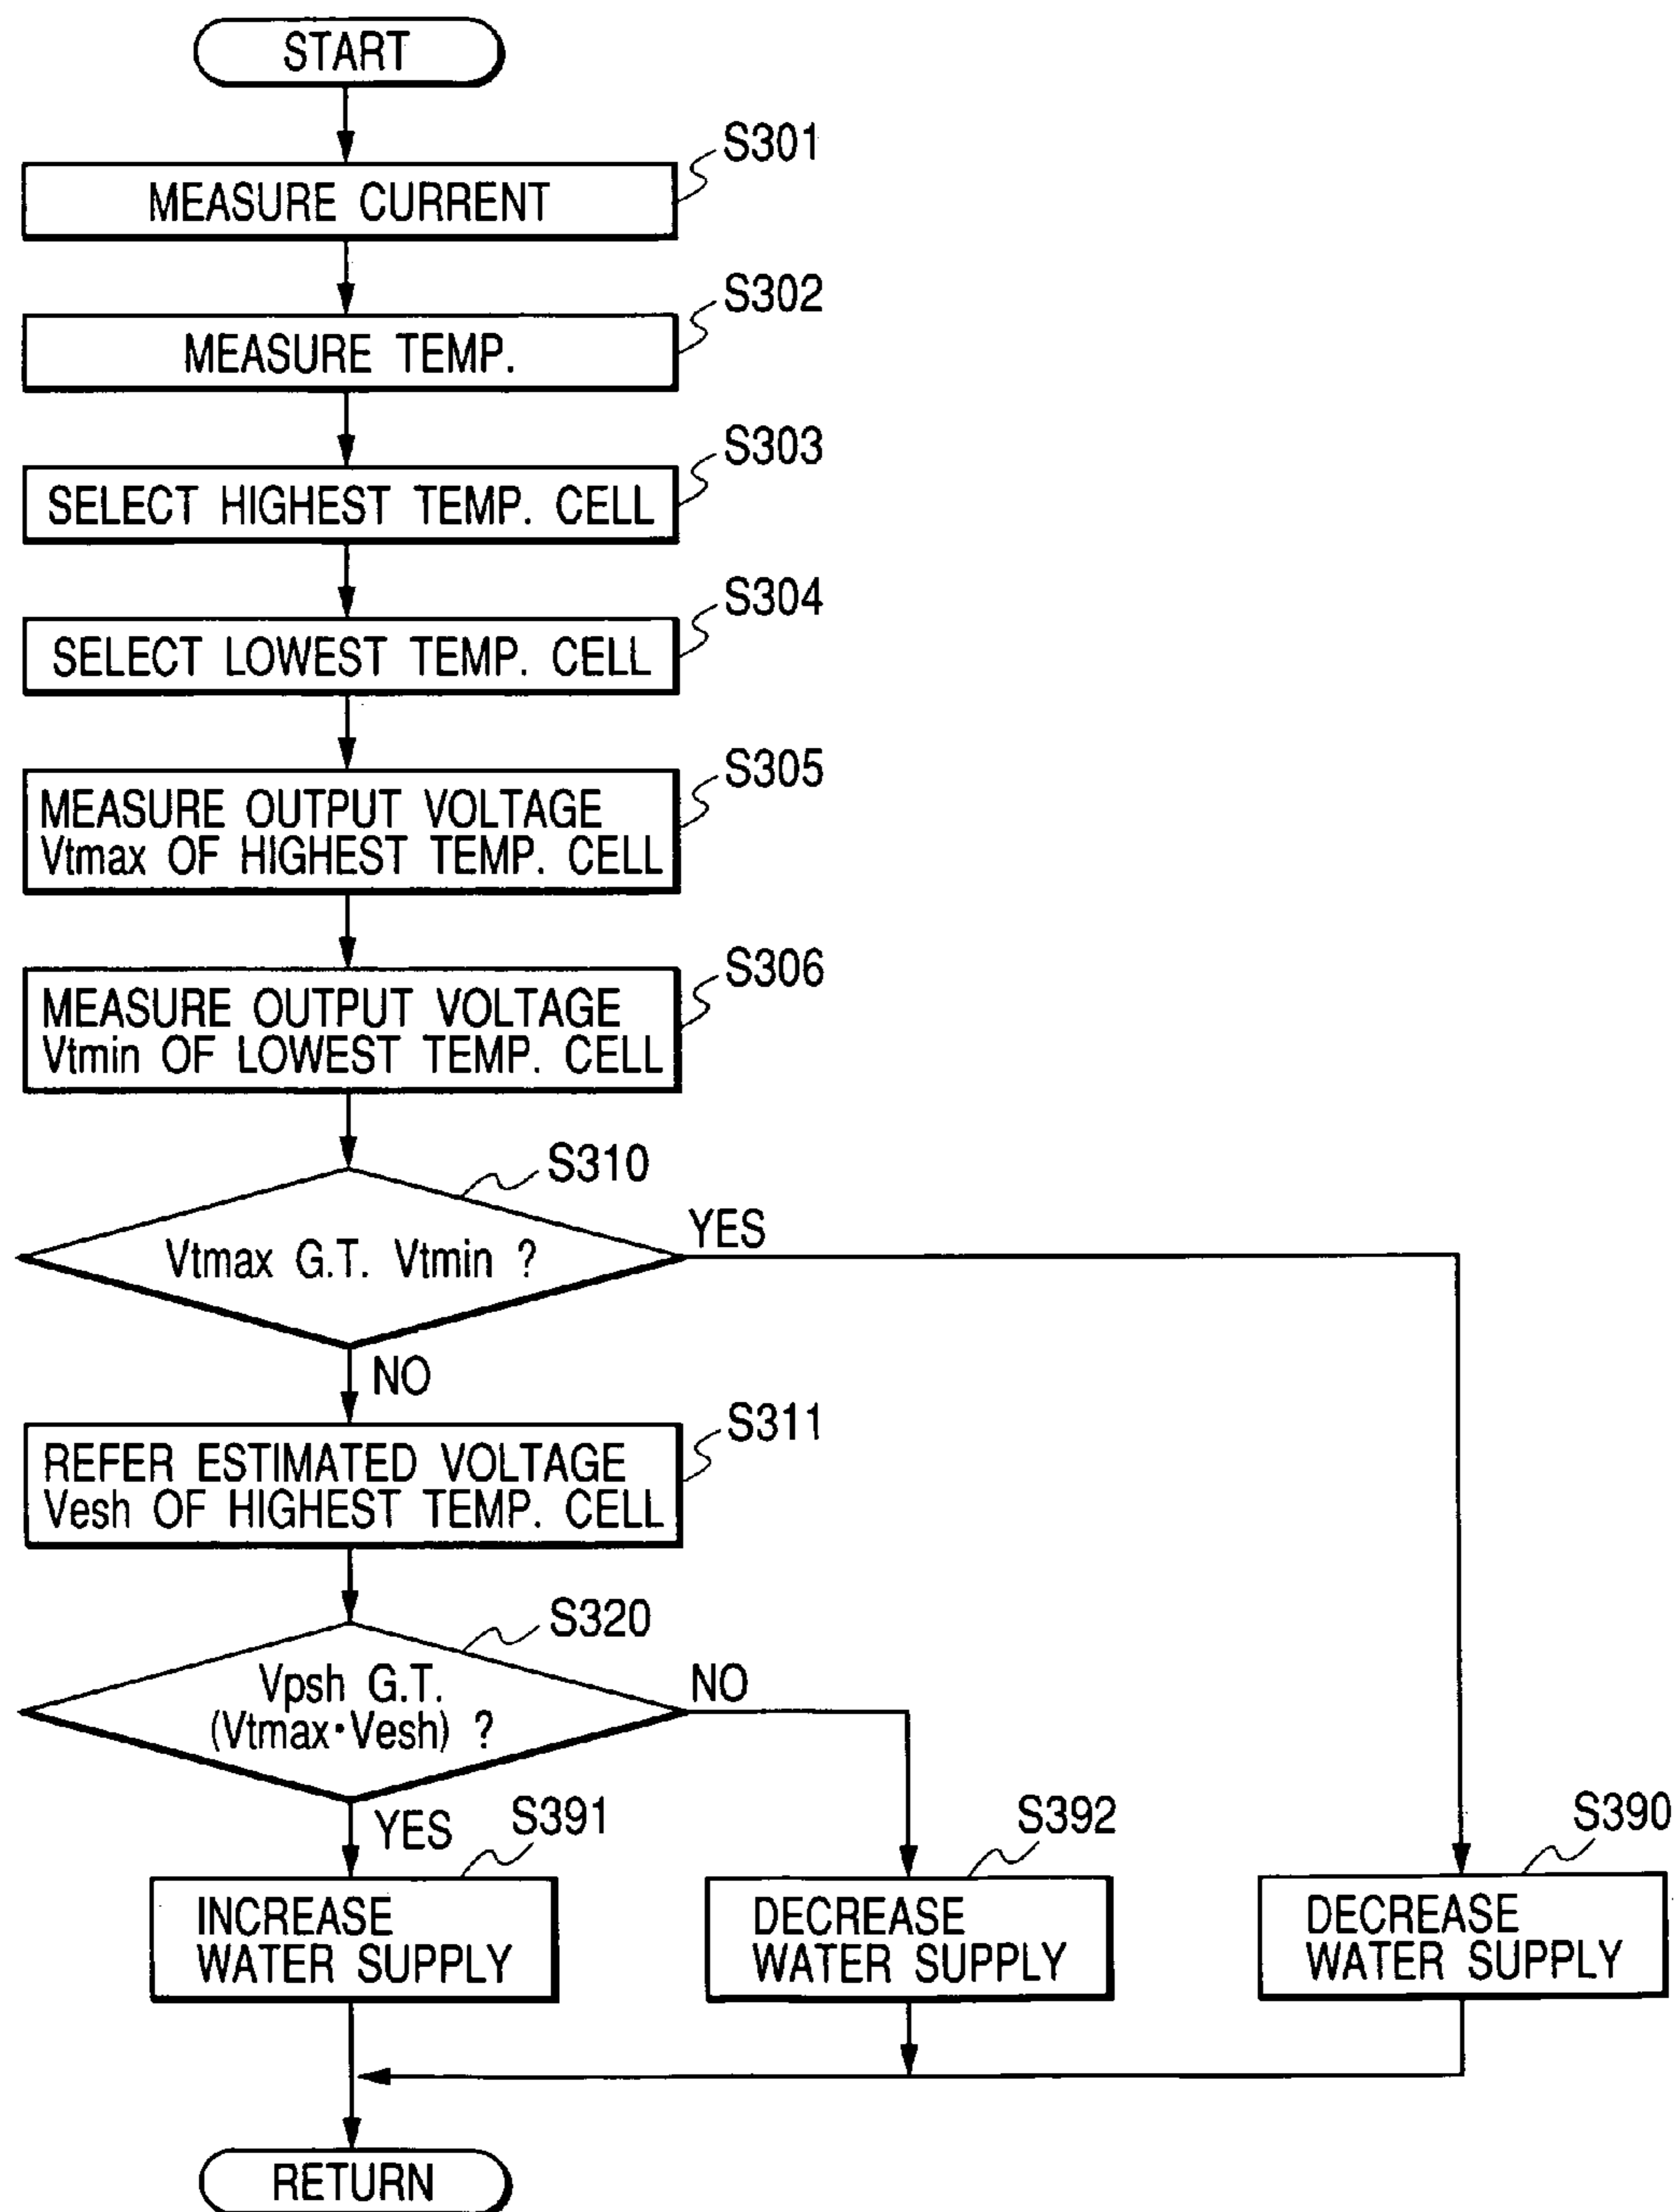 START
S301
MEASURE CURRENT
S302
MEASURE TEMP.
S303
SELECT HIGHEST TEMP. CELL
S304
SELECT LOWEST TEMP. CELL
S305
MEASURE OUTPUT VOLTAGE
Vtmax OF HIGHEST TEMP. CELL
S306
MEASURE OUTPUT VOLTAGE
Vtmin OF LOWEST TEMP. CELL
S310
Vtmax G.T. Vtmin ?
YES
NO
S311
REFER ESTIMATED VOLTAGE
Vesh OF HIGHEST TEMP. CELL
S320
Vpsh G.T.
(Vtmax·Vesh) ?
NO
YES
S391
INCREASE
WATER SUPPLY
S392
DECREASE
WATER SUPPLY
S390
DECREASE
WATER SUPPLY
RETURN